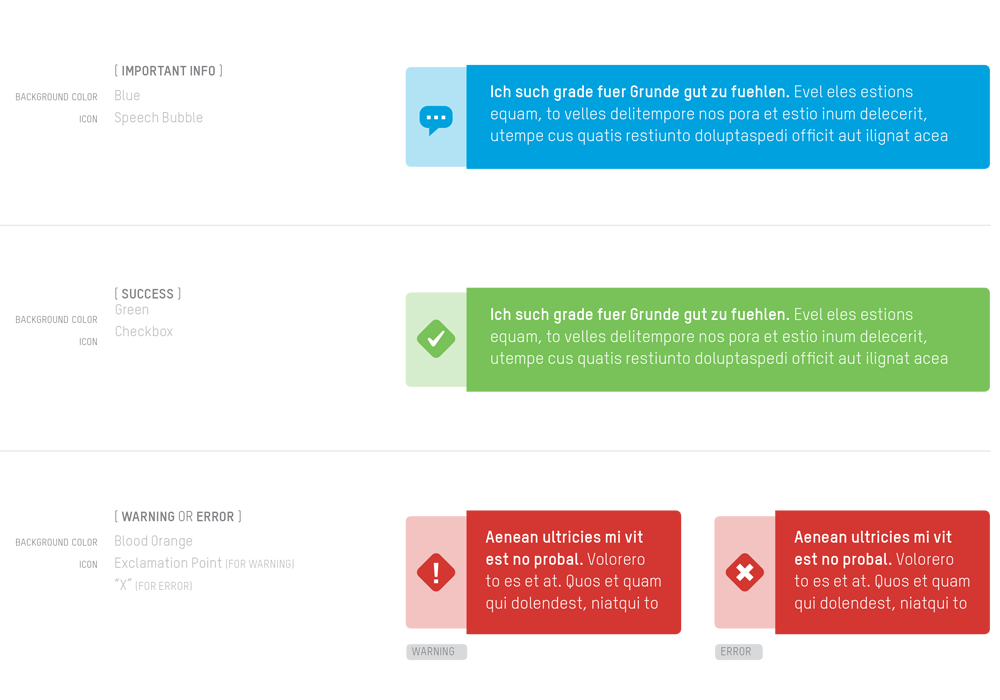 [ IMPORTANT INFO ]
BACKGROUND COLOR Blue
ICON Speech Bubble
Ich such grade fuer Grunde gut zu fuehlen. Evel eles estions
equam, to velles delitempore nos pora et estio inum delecerit,
utempe cus quatis restiunto doluptaspedi officit aut ilignat acea
[ SUCCESS ]
BACKGROUND COLOR Green
ICON Checkbox
Ich such grade fuer Grunde gut zu fuehlen. Evel eles estions
equam, to velles delitempore nos pora et estio inum delecerit,
utempe cus quatis restiunto doluptaspedi officit aut ilignat acea
[ WARNING OR ERROR ]
BACKGROUND COLOR Blood Orange
ICON Exclamation Point [FOR WARNING]
“X” [FOR ERROR]
Aenean ultricies mi vit
est no probal. Volorero
to es et at. Quos et quam
qui dolendest, niatqui to
WARNING
Aenean ultricies mi vit
est no probal. Volorero
to es et at. Quos et quam
qui dolendest, niatqui to
ERROR